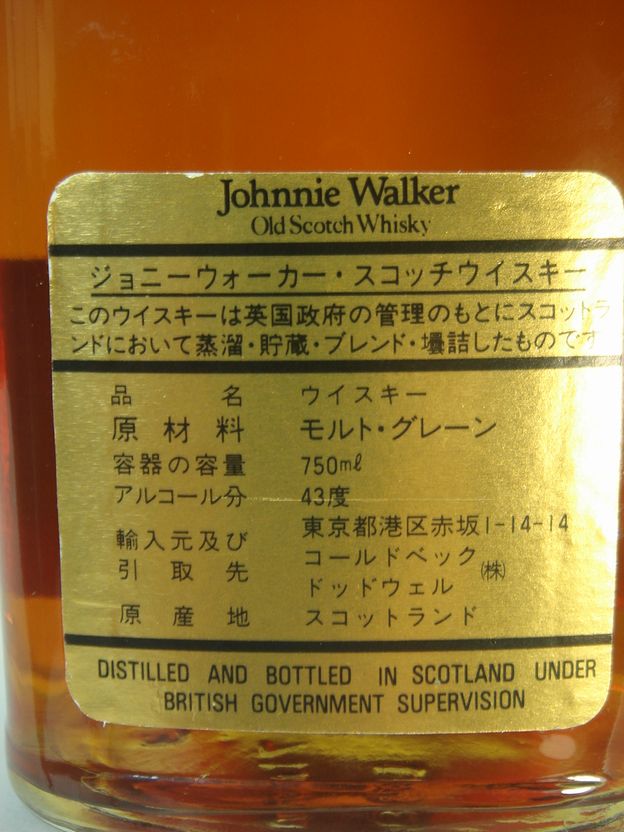 Johnnie Walker
Old Scotch Whisky
ジョニーウォーカー・スコッチウイスキー
このウイスキーは英国政府の管理のもとにスコットラ
ンドにおいて蒸溜・貯蔵・ブレンド・壜詰したものです
品名 ウイスキー
原材料 モルト・グレーン
容器の容量 750mℓ
アルコール分 43度
東京都港区赤坂1-14-14
輸入元及び コールドベック
引取先 ドッドウェル ㈱
原産地 スコットランド
DISTILLED AND BOTTLED IN SCOTLAND UNDER
BRITISH GOVERNMENT SUPERVISION